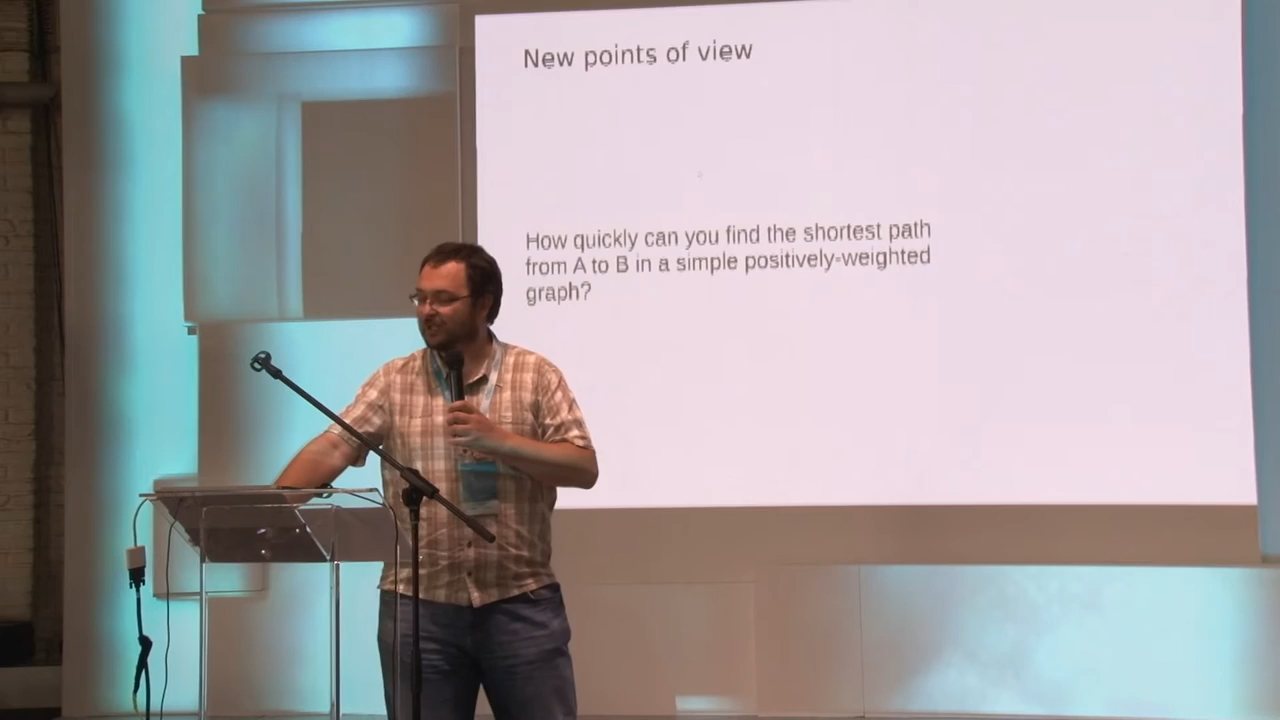 New points of view
How quickly can you find the shortest path
from A to B in a simple positively-weighted
graph?